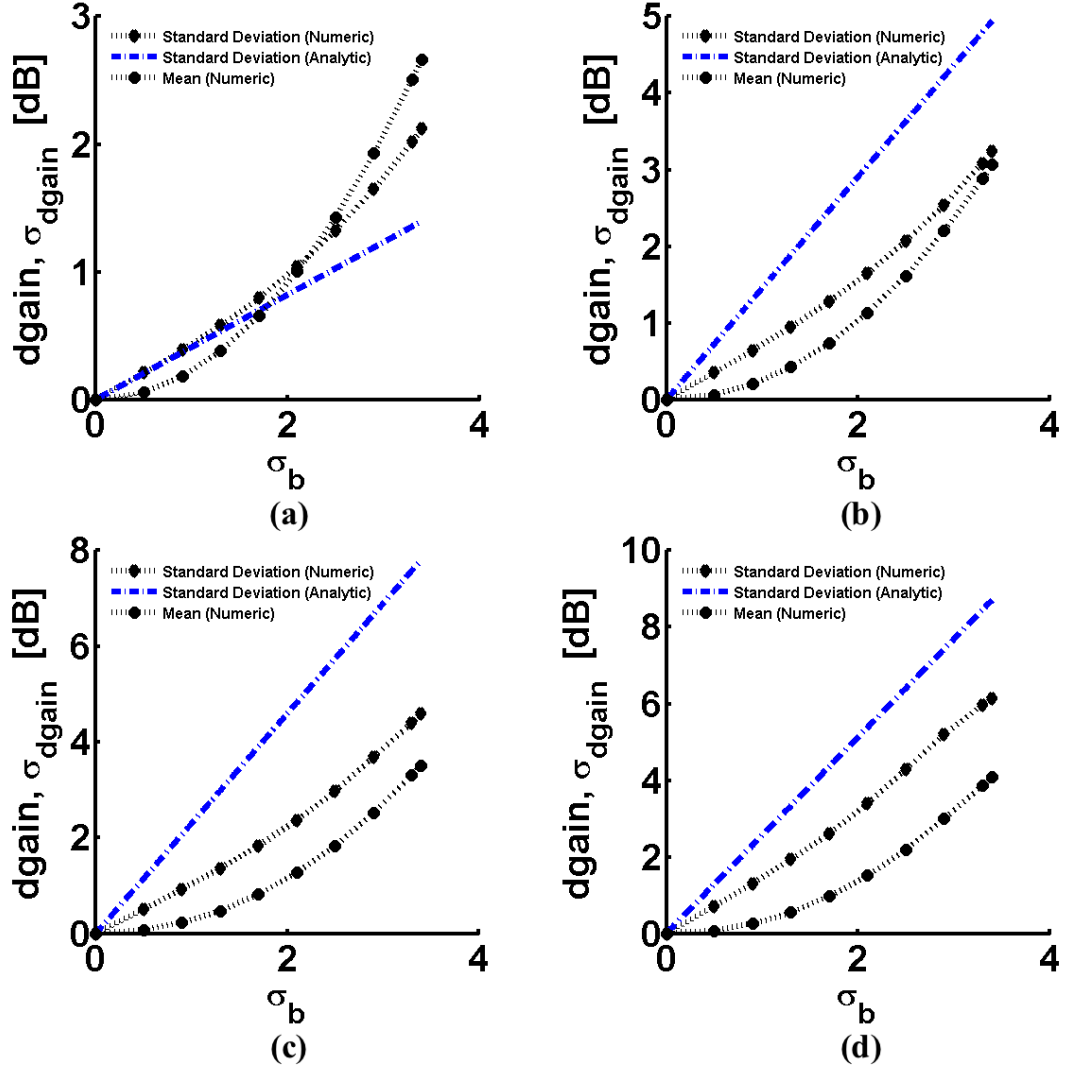 3
2
1
0
0
2
4
dgain, σdgain [dB]
σb
Standard Deviation (Numeric)
Standard Deviation (Analytic)
Mean (Numeric)
(a)
5
4
3
2
1
0
0
2
4
dgain, σdgain [dB]
σb
Standard Deviation (Numeric)
Standard Deviation (Analytic)
Mean (Numeric)
(b)
8
6
4
2
0
0
2
4
dgain, σdgain [dB]
σb
Standard Deviation (Numeric)
Standard Deviation (Analytic)
Mean (Numeric)
(c)
10
8
6
4
2
0
0
2
4
dgain, σdgain [dB]
σb
Standard Deviation (Numeric)
Standard Deviation (Analytic)
Mean (Numeric)
(d)